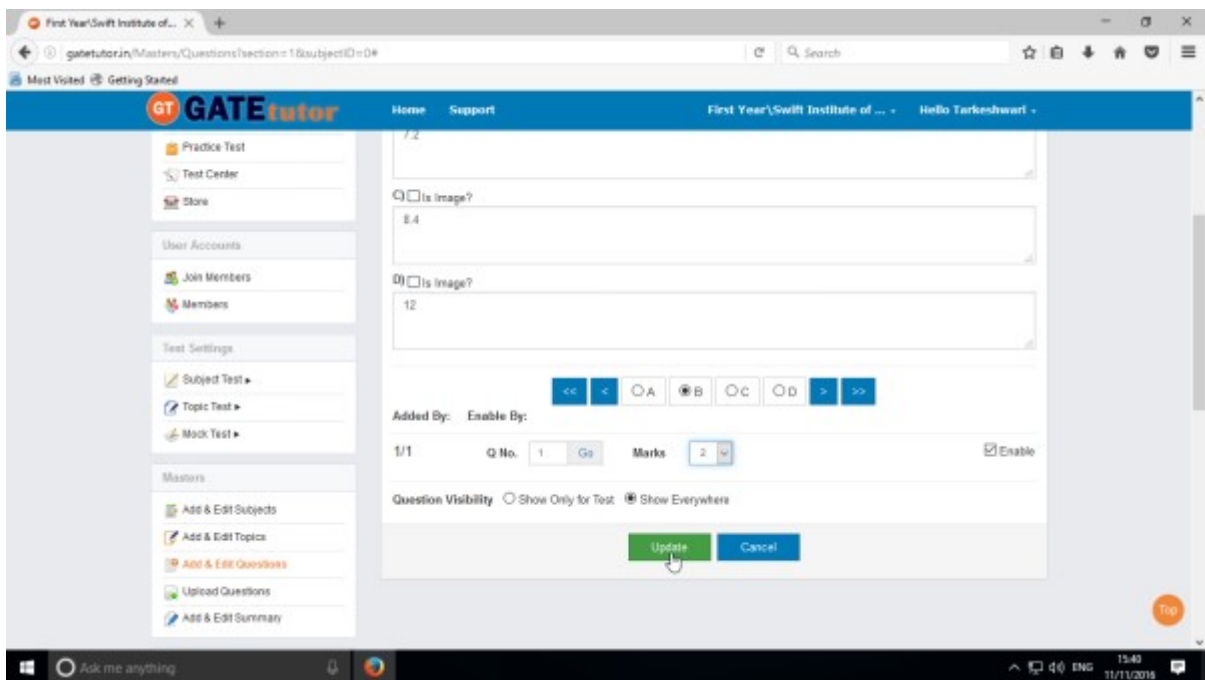 First Year\Swift Institute of...
gatetutor.in/Masters/Questions?section=1&subjectID=0#
Search
Most Visited
Getting Started
GT GATEtutor
Home
Support
First Year\Swift Institute of ...
Hello Tarkeshwari
Practice Test
Test Center
Store
User Accounts
Join Members
Members
Test Settings
Subject Test
Topic Test
Mock Test
Masters
Add & Edit Subjects
Add & Edit Topics
Add & Edit Questions
Upload Questions
Add & Edit Summary
7.2
C) Is Image?
8.4
D) Is Image?
12
<< < A B C D > >>
Added By: Enable By:
1/1 Q No. 1 Go Marks 2 Enable
Question Visibility Show Only for Test Show Everywhere
Update Cancel
Top
Ask me anything
ENG
15:40
11/11/2016